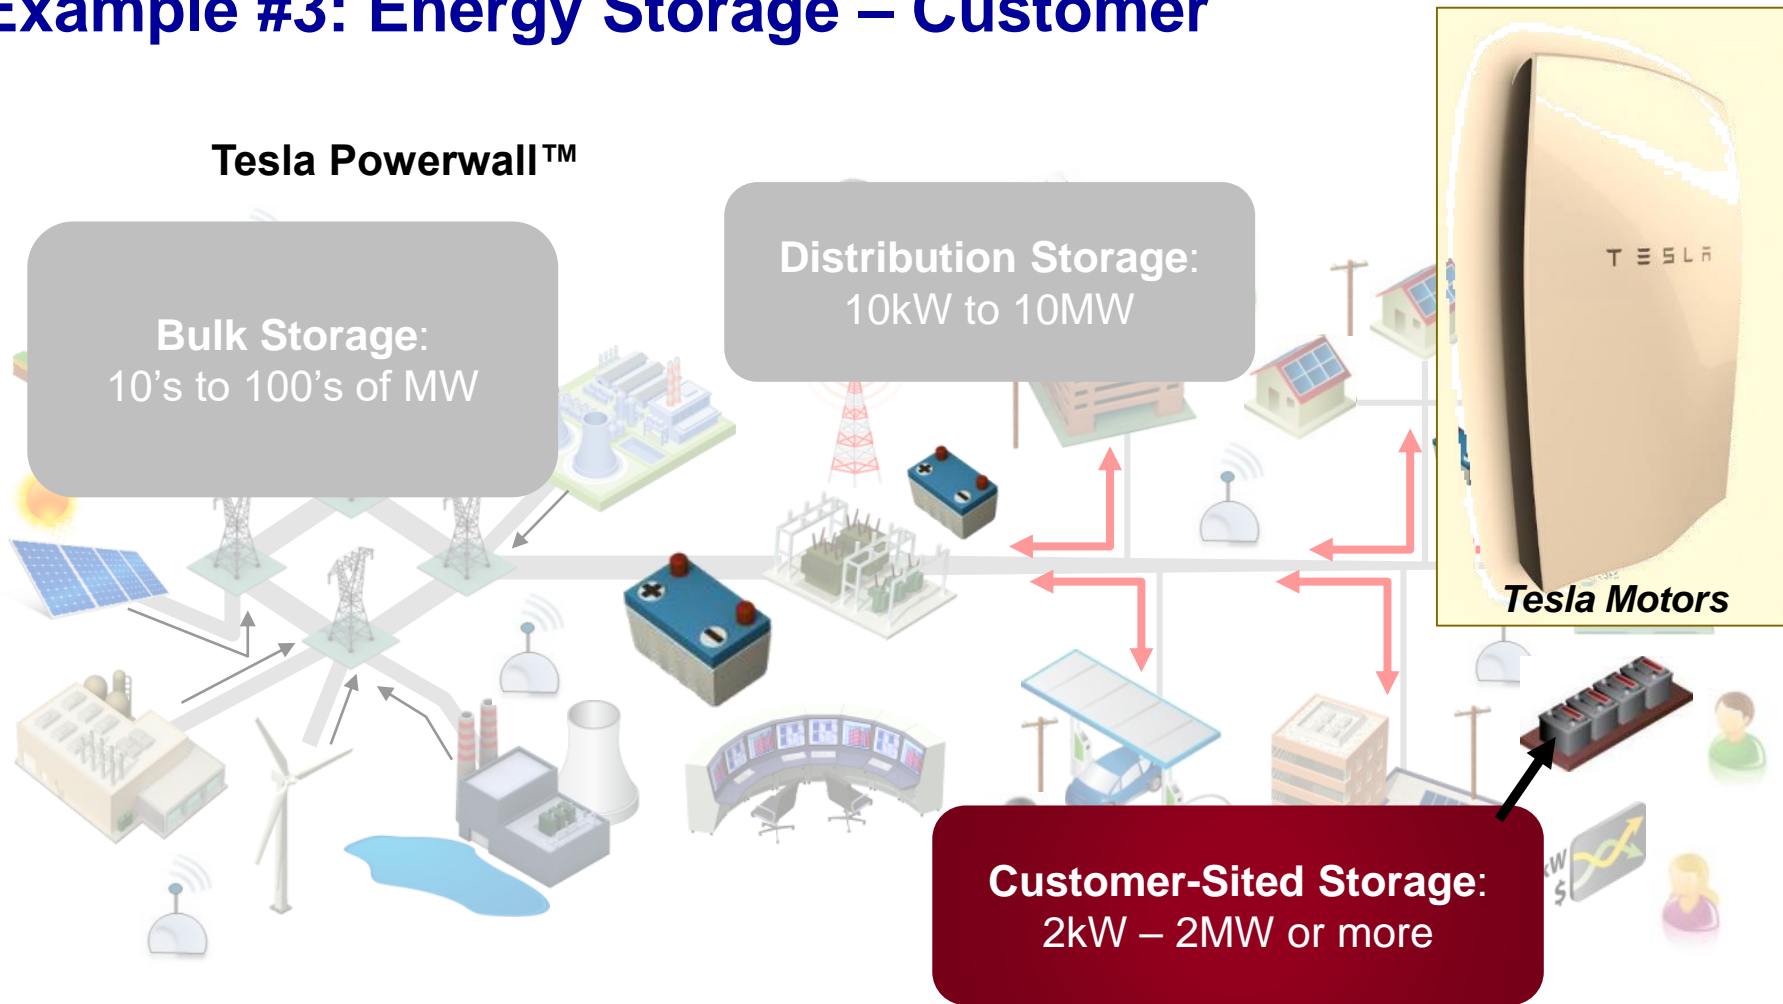 Example #3: Energy Storage – Customer
Tesla Powerwall™
Bulk Storage:
10’s to 100’s of MW
Distribution Storage:
10kW to 10MW
TESLA
Tesla Motors
Customer-Sited Storage:
2kW – 2MW or more
kW
$